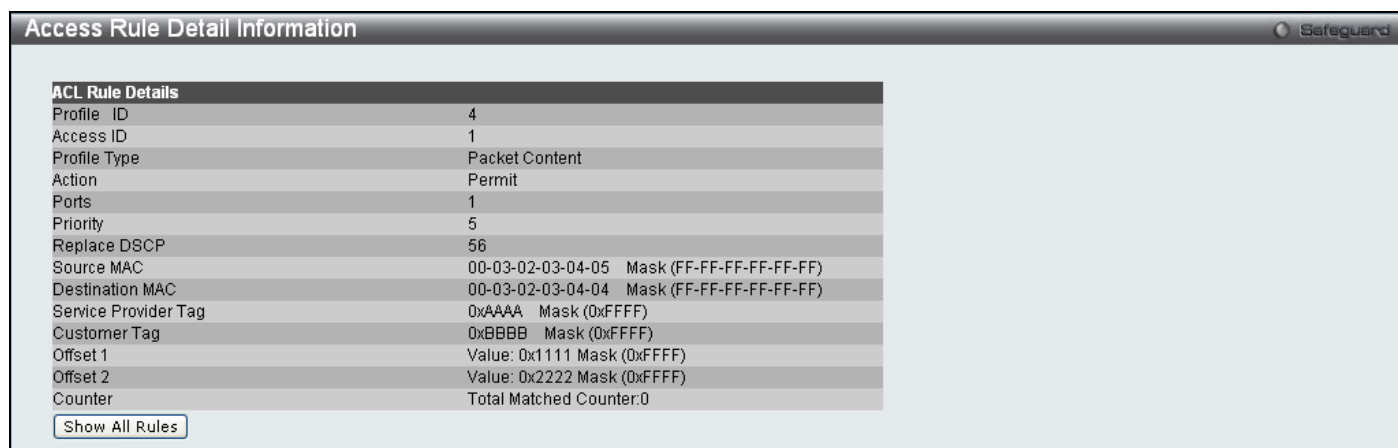 Access Rule Detail Information
Safeguard
ACL Rule Details
Profile ID 4
Access ID 1
Profile Type Packet Content
Action Permit
Ports 1
Priority 5
Replace DSCP 56
Source MAC 00-03-02-03-04-05 Mask (FF-FF-FF-FF-FF-FF)
Destination MAC 00-03-02-03-04-04 Mask (FF-FF-FF-FF-FF-FF)
Service Provider Tag 0xAAAA Mask (0xFFFF)
Customer Tag 0xBBBB Mask (0xFFFF)
Offset 1 Value: 0x1111 Mask (0xFFFF)
Offset 2 Value: 0x2222 Mask (0xFFFF)
Counter Total Matched Counter:0
Show All Rules